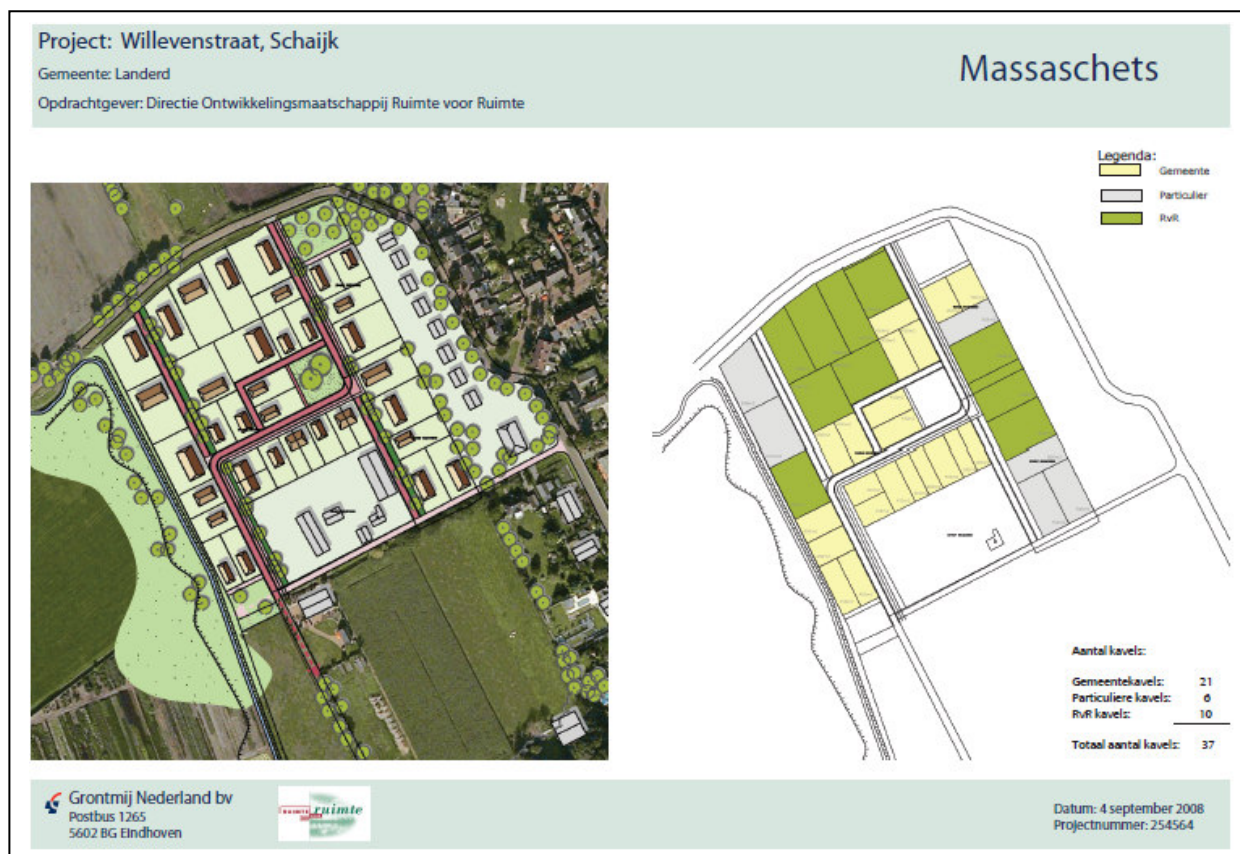 Project: Willevenstraat, Schaijk
Gemeente: Landerd
Opdrachtgever: Directie Ontwikkelingsmaatschappij Ruimte voor Ruimte
Massaschets
Legenda:
Gemeente
Particulier
RvR
Aantal kavels:
Gemeentekavels: 21
Particuliere kavels: 6
RvR kavels: 10
Totaal aantal kavels: 37
Grontmij Nederland bv
Postbus 1265
5602 BG Eindhoven
ruimte
ruimte
Datum: 4 september 2008
Projectnummer: 254564